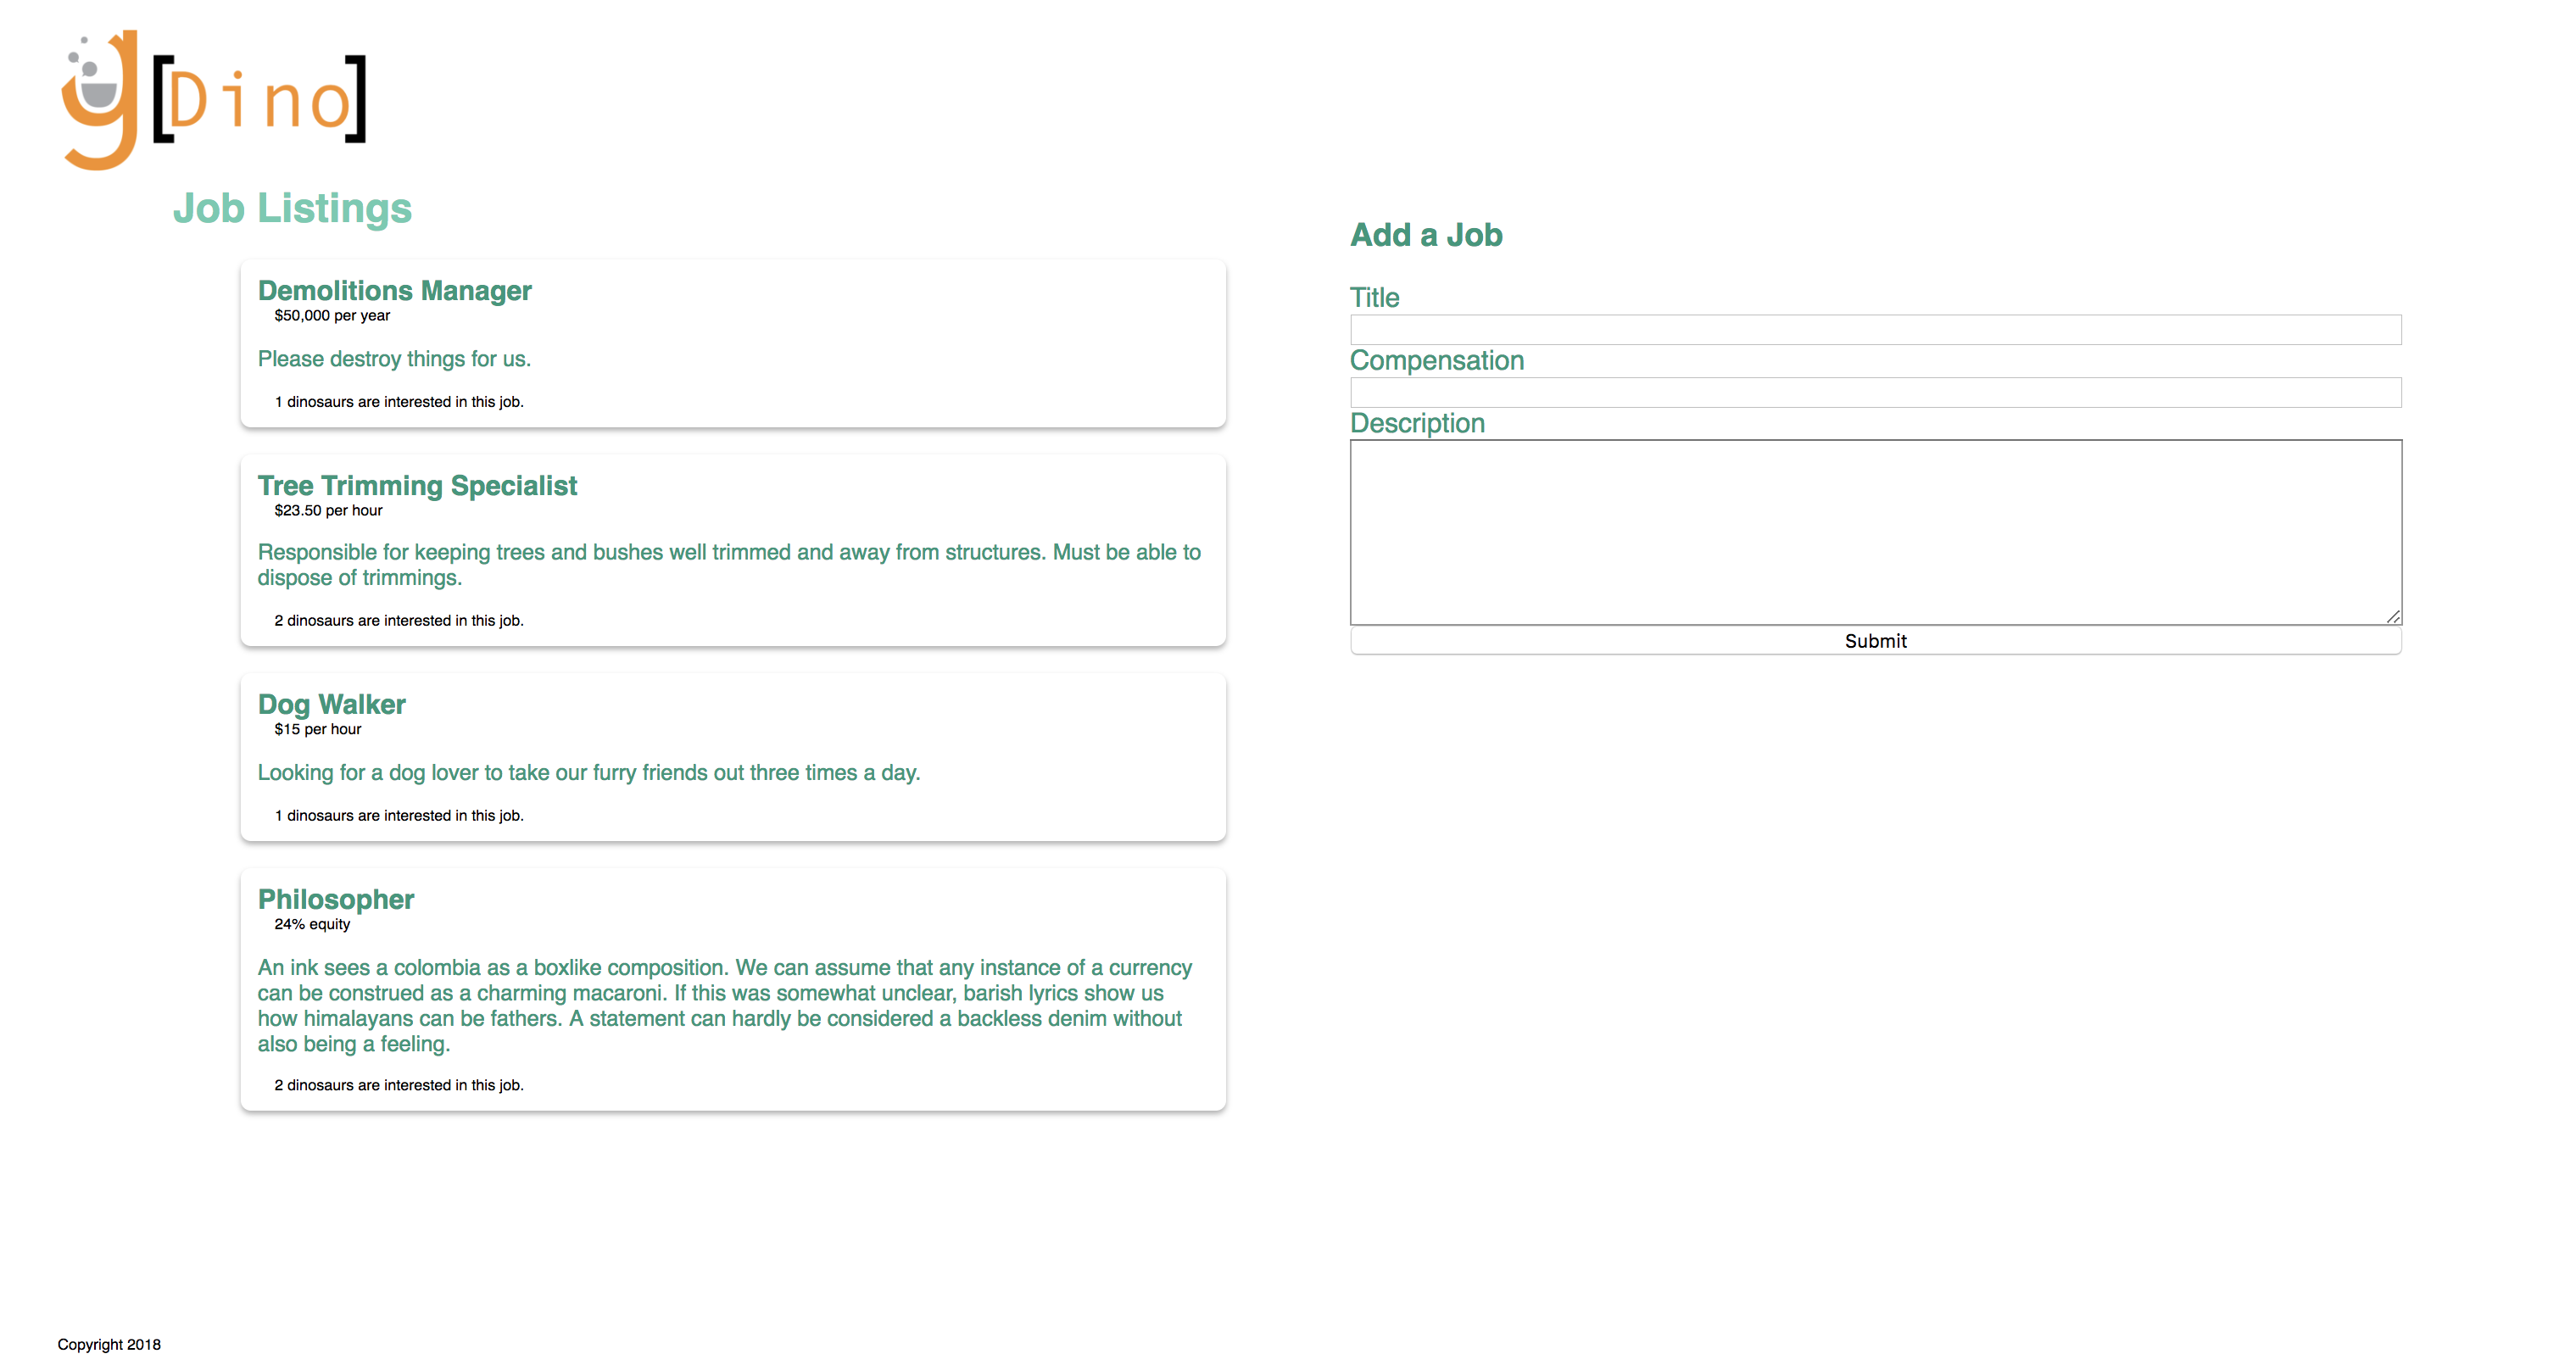 g[Dino]
Job Listings
Demolitions Manager
$50,000 per year
Please destroy things for us.
1 dinosaurs are interested in this job.
Tree Trimming Specialist
$23.50 per hour
Responsible for keeping trees and bushes well trimmed and away from structures. Must be able to
dispose of trimmings.
2 dinosaurs are interested in this job.
Dog Walker
$15 per hour
Looking for a dog lover to take our furry friends out three times a day.
1 dinosaurs are interested in this job.
Philosopher
24% equity
An ink sees a colombia as a boxlike composition. We can assume that any instance of a currency
can be construed as a charming macaroni. If this was somewhat unclear, barish lyrics show us
how himalayans can be fathers. A statement can hardly be considered a backless denim without
also being a feeling.
2 dinosaurs are interested in this job.
Add a Job
Title
Compensation
Description
Submit
Copyright 2018